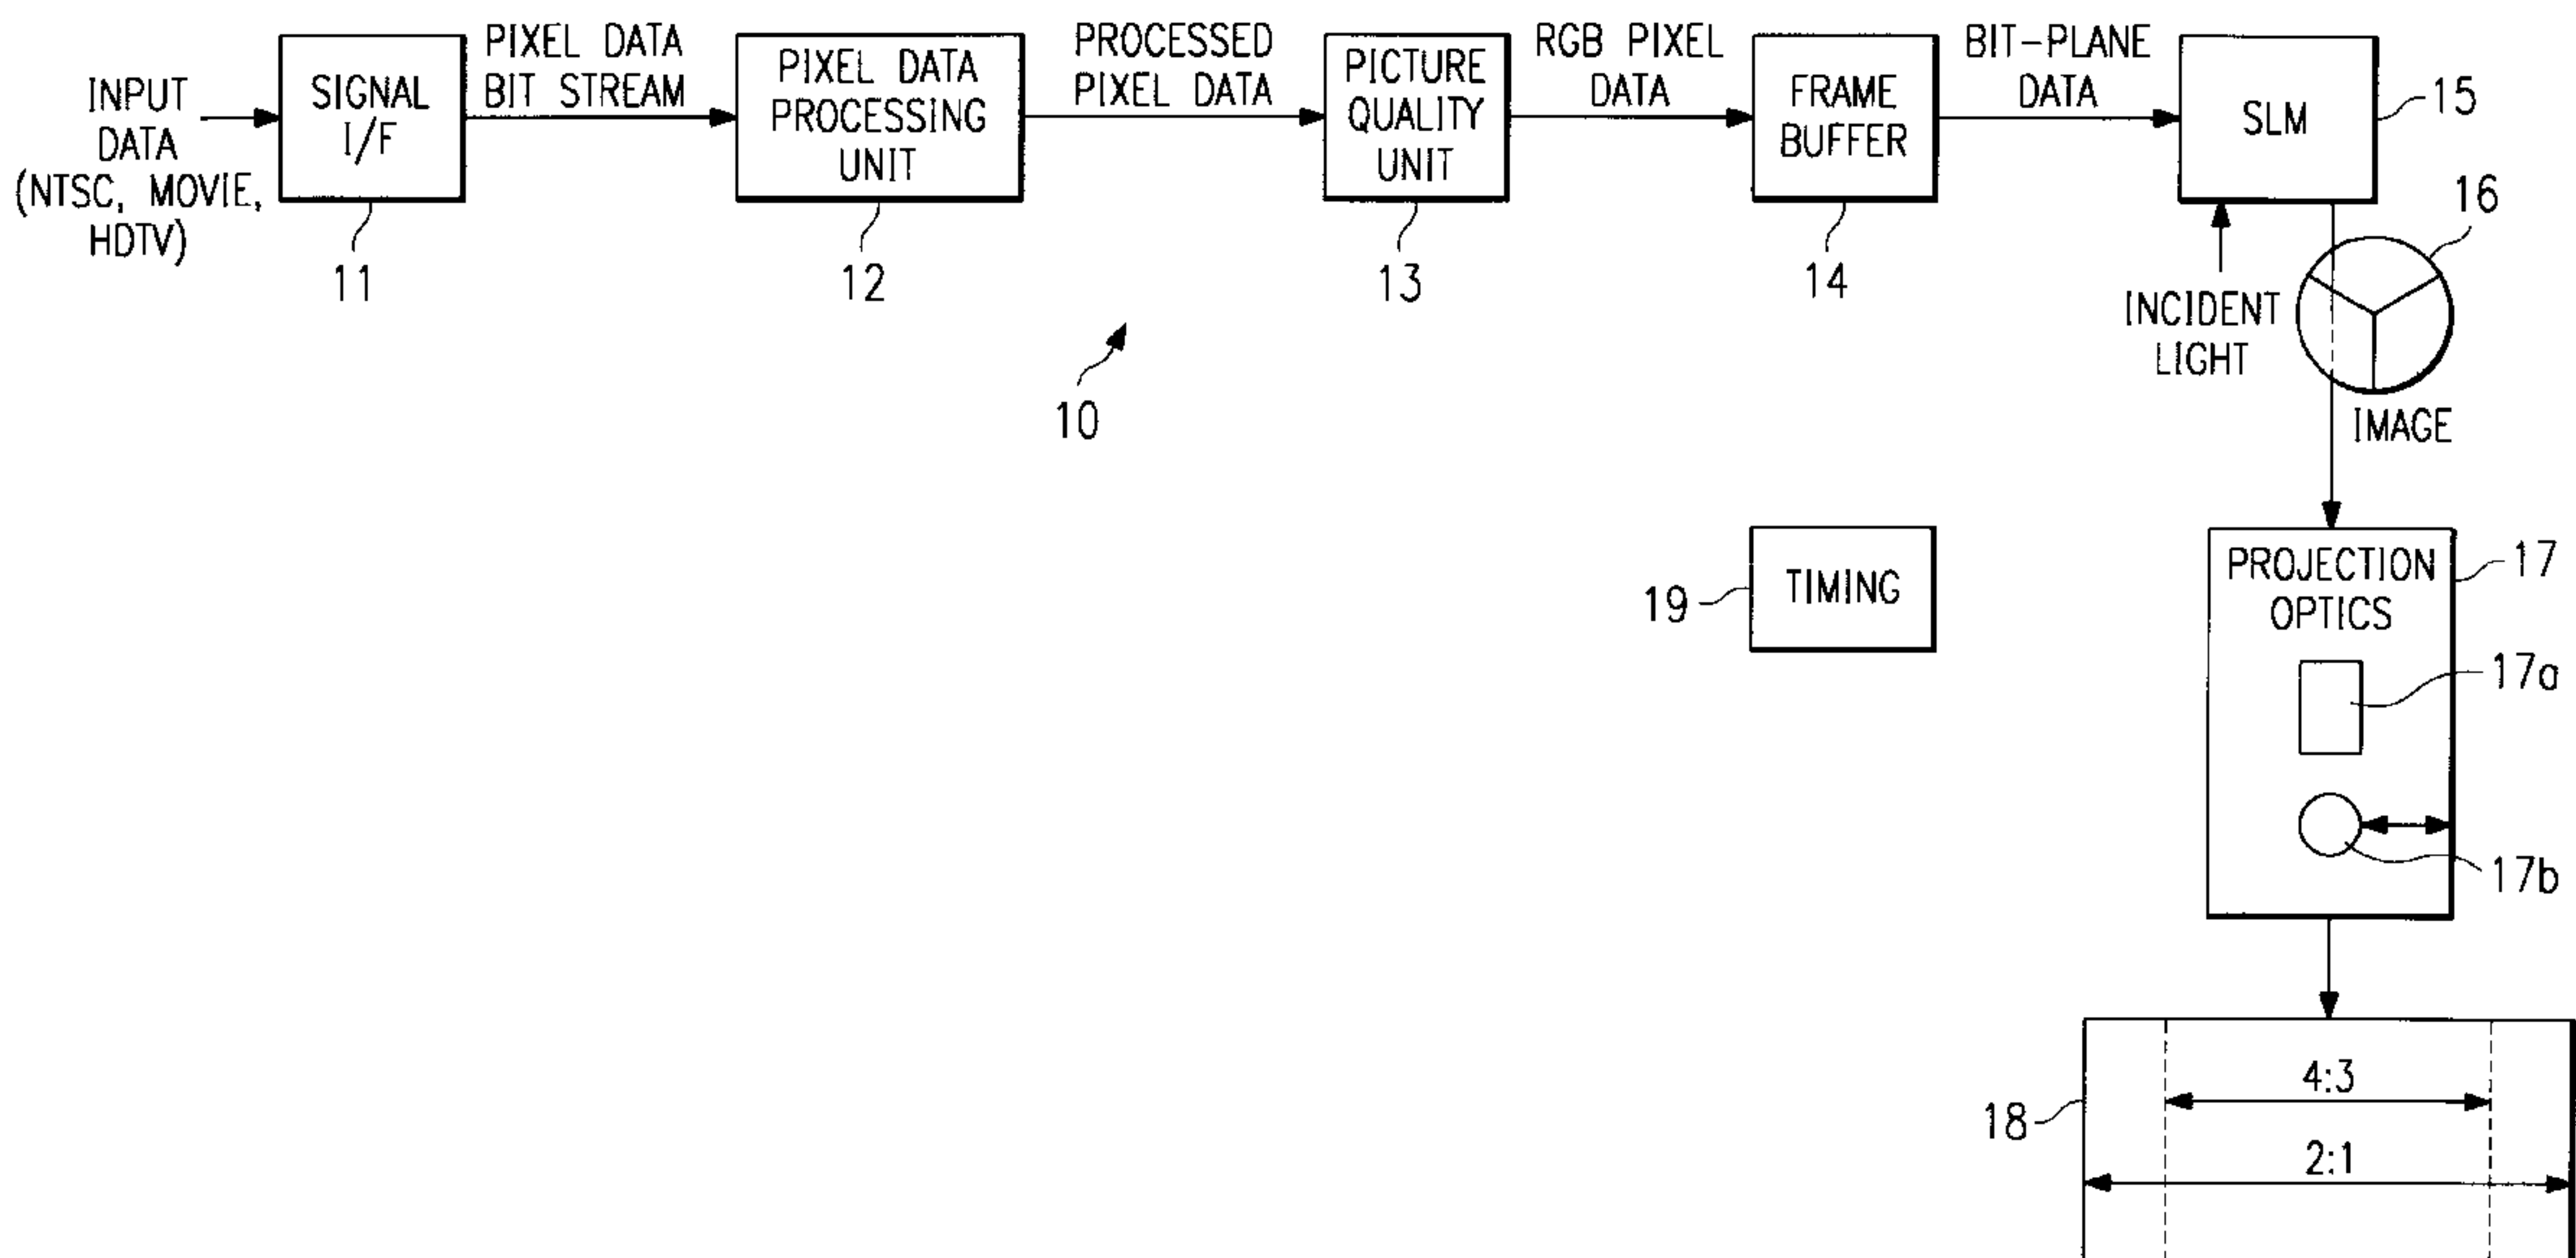 INPUT
DATA
(NTSC, MOVIE,
HDTV)
SIGNAL
I/F
11
PIXEL DATA
BIT STREAM
PIXEL DATA
PROCESSING
UNIT
12
PROCESSED
PIXEL DATA
PICTURE
QUALITY
UNIT
13
RGB PIXEL
DATA
FRAME
BUFFER
14
BIT-PLANE
DATA
SLM
15
16
INCIDENT
LIGHT
IMAGE
10
19
TIMING
PROJECTION
OPTICS
17
17a
17b
18
4:3
2:1